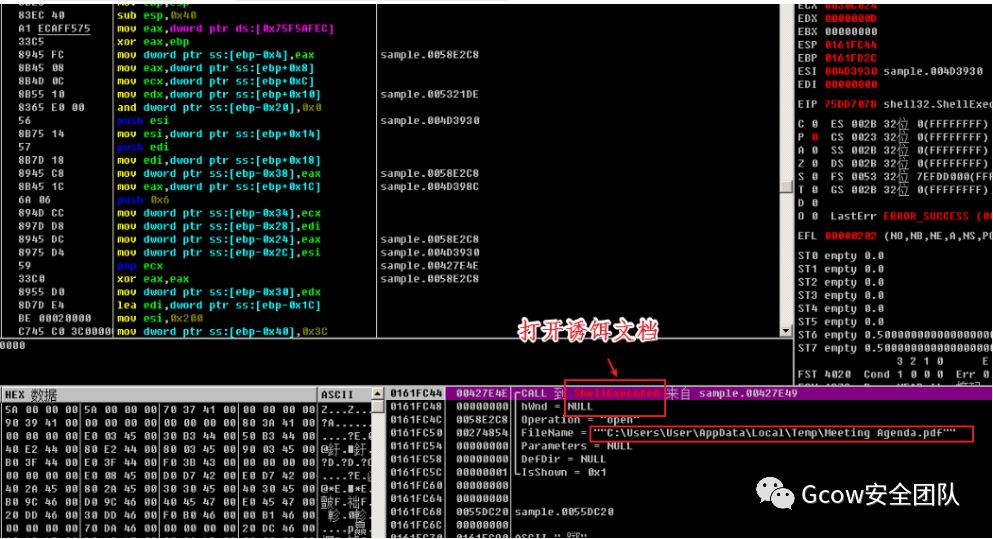 83EC 40 sub esp,0x40
A1 ECAFF575 mov eax,dword ptr ds:[0x75F5AFEC]
33C5 xor eax,ebp
8945 FC mov dword ptr ss:[ebp-0x4],eax sample.0058E2C8
8B45 08 mov eax,dword ptr ss:[ebp+0x8]
8B4D 0C mov ecx,dword ptr ss:[ebp+0xC]
8B55 10 mov edx,dword ptr ss:[ebp+0x10] sample.005321DE
8365 E0 00 and dword ptr ss:[ebp-0x20],0x0
56 push esi sample.004D3930
8B75 14 mov esi,dword ptr ss:[ebp+0x14]
57 push edi
8B7D 18 mov edi,dword ptr ss:[ebp+0x18]
8945 C8 mov dword ptr ss:[ebp-0x38],eax sample.0058E2C8
8B45 1C mov eax,dword ptr ss:[ebp+0x1C] sample.004D398C
6A 06 push 0x6
894D CC mov dword ptr ss:[ebp-0x34],ecx
897D D8 mov dword ptr ss:[ebp-0x28],edi
8945 DC mov dword ptr ss:[ebp-0x24],eax sample.0058E2C8
8975 D4 mov dword ptr ss:[ebp-0x2C],esi sample.004D3930
59 pop ecx sample.00427E4E
33C0 xor eax,eax sample.0058E2C8
8955 D0 mov dword ptr ss:[ebp-0x30],edx
8D7D E4 lea edi,dword ptr ss:[ebp-0x1C]
BE 00020000 mov esi,0x200
C745 C0 3C0000 mov dword ptr ss:[ebp-0x40],0x3C
EDX 0000000D
EBX 00000000
ESP 0161FC44
EBP 0161FD2C
ESI 004D3930 sample.004D3930
EDI 00000000
EIP 75DD7078 shell32.ShellExec
C 0 ES 002B 32位 0(FFFFFFFF)
P 0 CS 0023 32位 0(FFFFFFFF)
A 0 SS 002B 32位 0(FFFFFFFF)
Z 0 DS 002B 32位 0(FFFFFFFF)
S 0 FS 0053 32位 7EFDD000(FFF
T 0 GS 002B 32位 0(FFFFFFFF)
D 0
O 0 LastErr ERROR_SUCCESS (00
EFL 00000202 (NO,NB,NE,A,NS,PO
ST0 empty 0.0
ST1 empty 0.0
ST2 empty 0.0
ST3 empty 0.0
ST4 empty 0.0
ST5 empty 0.0
ST6 empty 0.5000000000000000
ST7 empty 0.5000000000000000
3 2 1 0 E
FST 4020 Cond 1 0 0 0 Err 0
0000
打开诱饵文档
HEX 数据 ASCII
5A 00 00 00 5A 00 00 00 70 37 41 00 00 00 00 00 Z...Z...
90 39 41 00 00 00 00 00 00 00 00 00 80 3A 41 00
00 00 00 00 E0 03 45 00 30 B3 44 00 50 B3 44 00
40 E2 44 00 80 E2 44 00 80 03 45 00 90 03 45 00
B0 3F 44 00 E0 3F 44 00 F0 3B 43 00 00 00 00 00
00 00 00 00 E0 08 45 00 D0 D7 42 00 E0 D7 42 00
40 2A 45 00 80 2A 45 00 30 30 45 00 40 30 45 00
B0 9C 46 00 D0 9C 46 00 40 45 47 00 E0 45 47 00
20 DD 46 00 30 DD 46 00 F0 B0 46 00 00 B1 46 00
00 00 00 00 70 DA 46 00 00 00 00 00 20 DC 46 00
0161FC44 00427E4E CALL 到 ShellExecuteA 来自 sample.00427E49
0161FC48 00000000 hWnd = NULL
0161FC4C 0058E2C8 Operation = "open"
0161FC50 00274854 FileName = ""C:\Users\User\AppData\Local\Temp\Meeting Agenda.pdf""
0161FC54 00000000 Parameters = NULL
0161FC58 00000000 DefDir = NULL
0161FC5C 00000001 IsShown = 0x1
0161FC60 00000000
0161FC64 00000000
0161FC68 0055DC20 sample.0055DC20
0161FC6C 00000000
Gcow安全团队